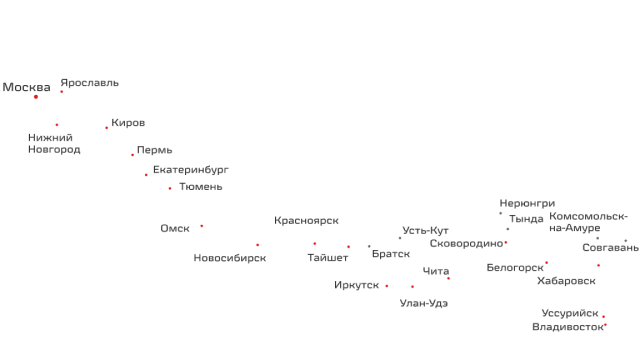 Ярославль
Москва
Киров
Нижний
Новгород
Пермь
Екатеринбург
Тюмень
Нерюнгри
Тында
Комсомольск-
на-Амуре
Красноярск
Омск
Усть-Кут
Сковородино
Совгавань
Новосибирск
Тайшет
Братск
Чита
Белогорск
Хабаровск
Иркутск
Улан-Удэ
Уссурийск
Владивосток